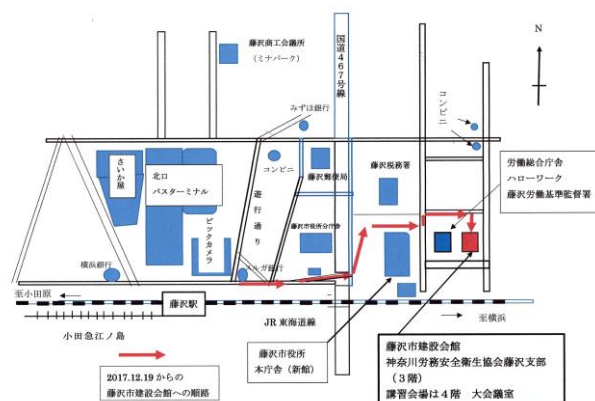 藤沢商工会議所
(ミナパーク)
国道467号線
N
みずほ銀行
コンビニ
さいか屋
北口
バスターミナル
コンビニ
藤沢郵便局
藤沢税務署
労働総合庁舎
ハローワーク
藤沢労働基準監督署
遊行通り
ビックカメラ
藤沢市役所分庁舎
横浜銀行
スルガ銀行
至小田原
藤沢駅
JR東海道線
至横浜
小田急江ノ島
2017.12.19からの
藤沢市建設会館への順路
藤沢市役所
本庁舎(新館)
藤沢市建設会館
神奈川労務安全衛生協会藤沢支部
(3階)
講習会場は4階 大会議室